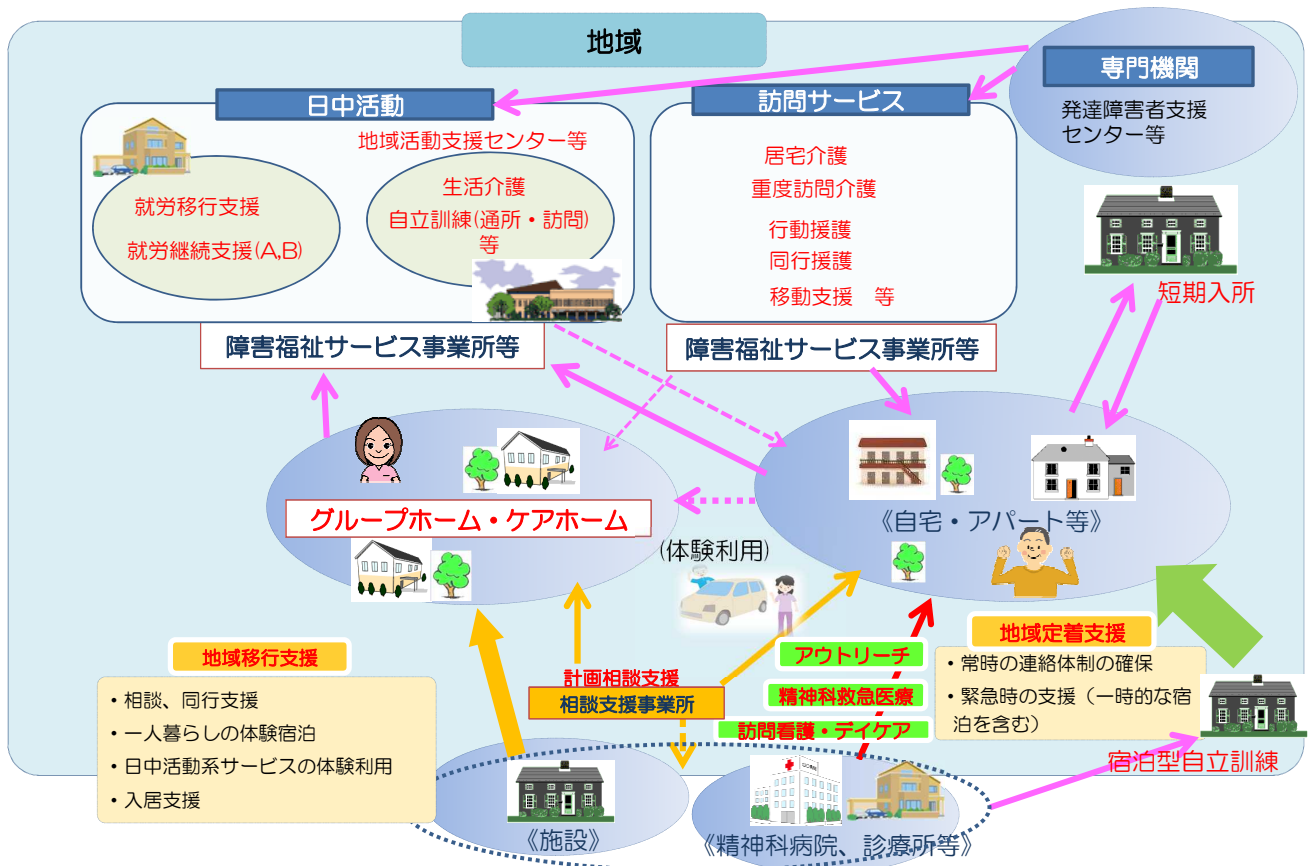 地域
専門機関
発達障害者支援
センター等
日中活動
地域活動支援センター等
就労移行支援
就労継続支援(A,B)
生活介護
自立訓練(通所・訪問)
等
訪問サービス
居宅介護
重度訪問介護
行動援護
同行援護
移動支援　等
短期入所
障害福祉サービス事業所等
障害福祉サービス事業所等
グループホーム・ケアホーム
《自宅・アパート等》
(体験利用)
地域移行支援
・相談、同行支援
・一人暮らしの体験宿泊
・日中活動系サービスの体験利用
・入居支援
計画相談支援
相談支援事業所
アウトリーチ
精神科救急医療
訪問看護・デイケア
地域定着支援
・常時の連絡体制の確保
・緊急時の支援（一時的な宿
泊を含む）
宿泊型自立訓練
《施設》
《精神科病院、診療所等》